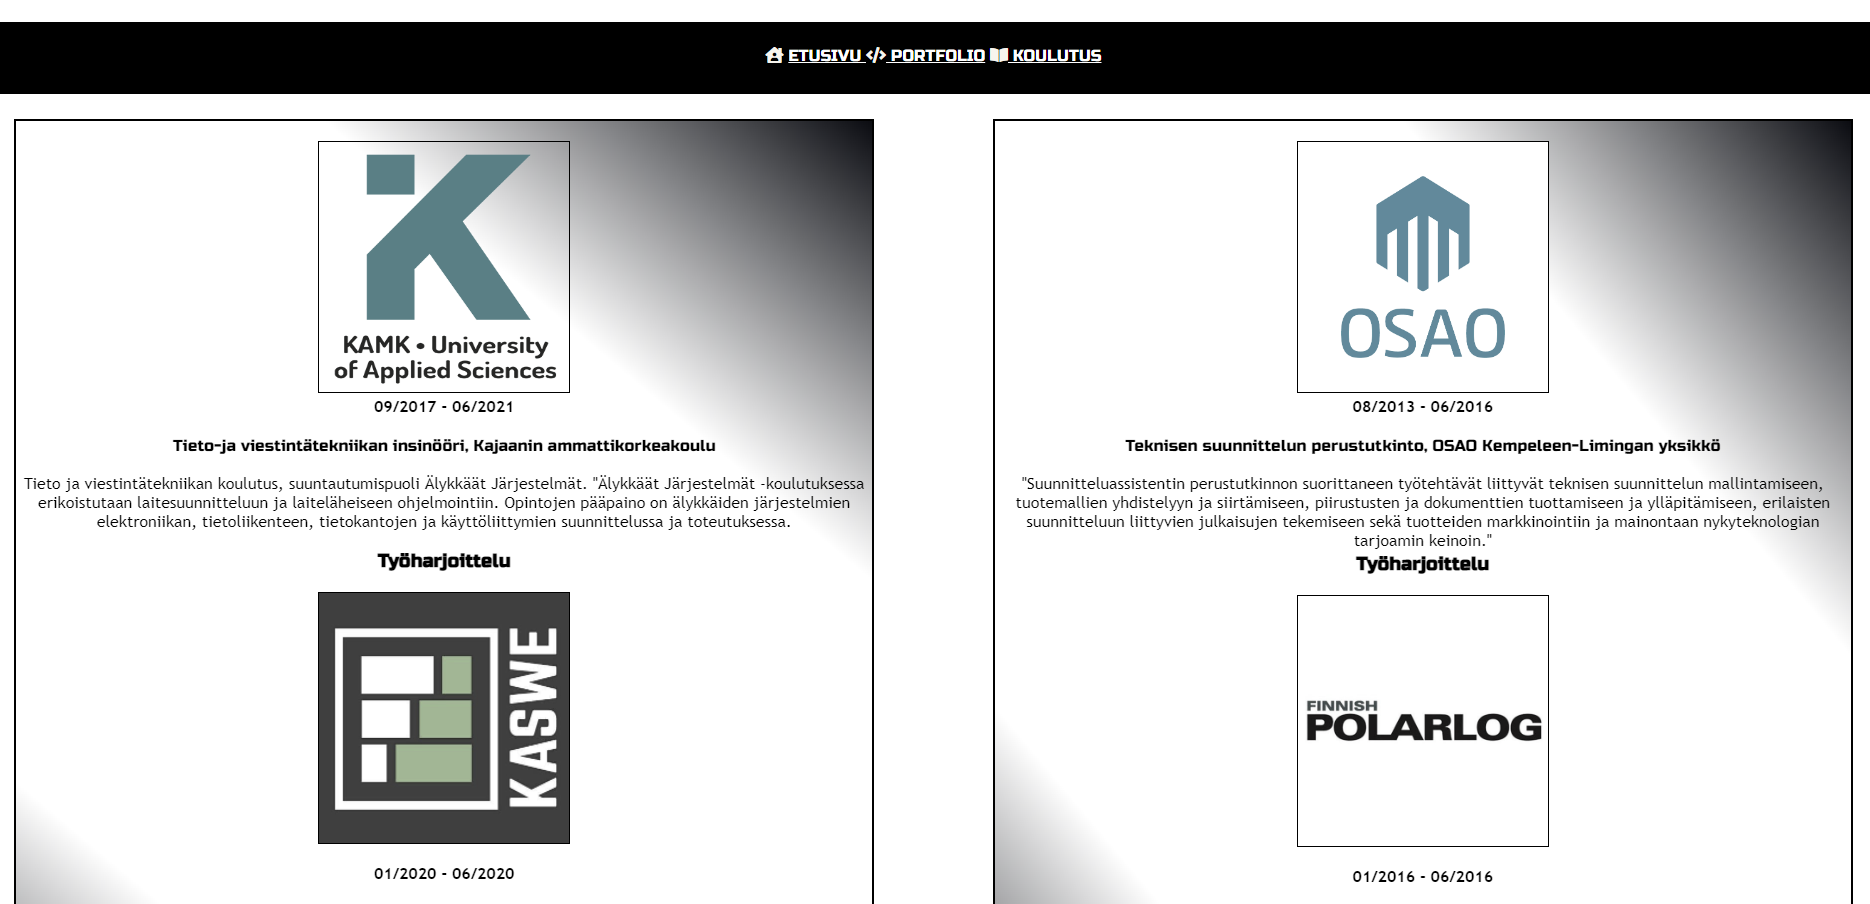 ETUSIVU PORTFOLIO KOULUTUS
KAMK • University
of Applied Sciences
09/2017 - 06/2021
Tieto-ja viestintätekniikan insinööri, Kajaanin ammattikorkeakoulu
Tieto ja viestintätekniikan koulutus, suuntautumispuoli Älykkäät Järjestelmät. "Älykkäät Järjestelmät -koulutuksessa
erikoistutaan laitesuunnitteluun ja laiteläheiseen ohjelmointiin. Opintojen pääpaino on älykkäiden järjestelmien
elektroniikan, tietoliikenteen, tietokantojen ja käyttöliittymien suunnittelussa ja toteutuksessa.
Työharjoittelu
KASWE
01/2020 - 06/2020
OSAO
08/2013 - 06/2016
Teknisen suunnittelun perustutkinto, OSAO Kempeleen-Limingan yksikkö
"Suunnitteluassistentin perustutkinnon suorittaneen työtehtävät liittyvät teknisen suunnittelun mallintamiseen,
tuotemallien yhdistelyyn ja siirtämiseen, piirustusten ja dokumenttien tuottamiseen ja ylläpitämiseen, erilaisten
suunnitteluun liittyvien julkaisujen tekemiseen sekä tuotteiden markkinointiin ja mainontaan nykyteknologian
tarjoamin keinoin."
Työharjoittelu
FINNISH
POLARLOG
01/2016 - 06/2016